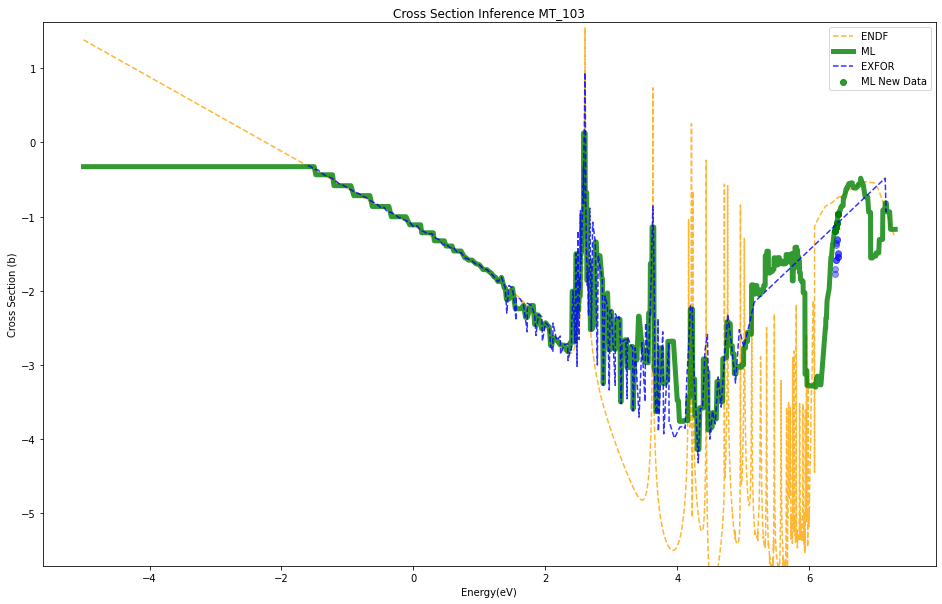 Cross Section Inference MT_103
ENDF
ML
EXFOR
ML New Data
Cross Section (b)
1
0
−1
−2
−3
−4
−5
−4
−2
0
2
4
6
Energy(eV)